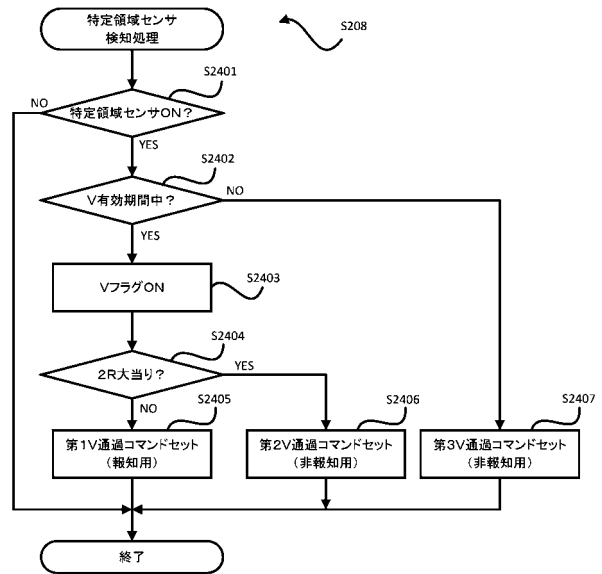 特定領域センサ
検知処理
S208
S2401
NO
特定領域センサON?
YES
S2402
V有効期間中?
NO
YES
VフラグON
S2403
S2404
2R大当り?
YES
NO
S2405
S2406
S2407
第1V通過コマンドセット
(報知用)
第2V通過コマンドセット
(非報知用)
第3V通過コマンドセット
(非報知用)
終了